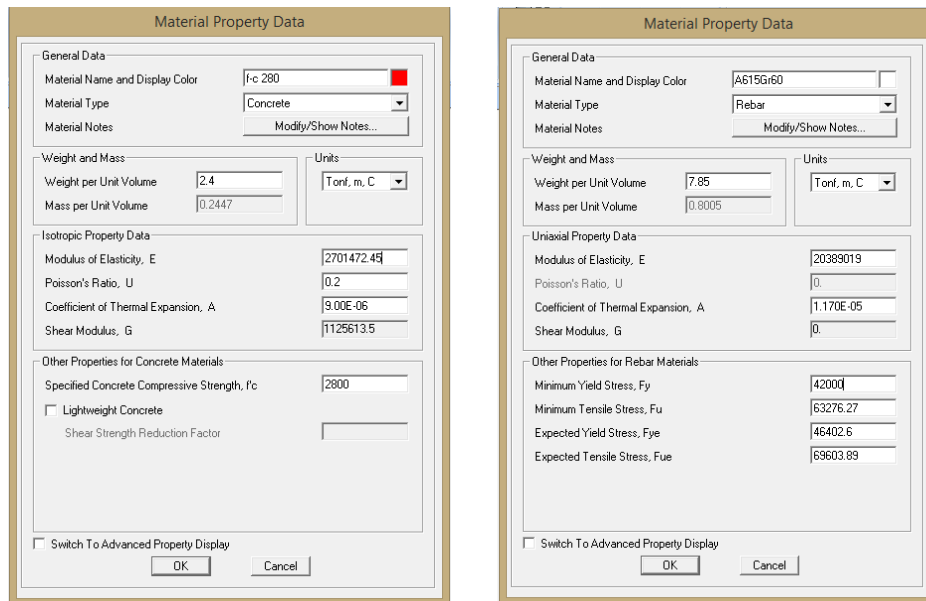 Material Property Data
General Data
Material Name and Display Color f-c 280
Material Type Concrete
Material Notes Modify/Show Notes...
Weight and Mass
Weight per Unit Volume 2.4
Mass per Unit Volume 0.2447
Units
Tonf, m, C
Isotropic Property Data
Modulus of Elasticity, E 2701472.45
Poisson's Ratio, U 0.2
Coefficient of Thermal Expansion, A 9.00E-06
Shear Modulus, G 1125613.5
Other Properties for Concrete Materials
Specified Concrete Compressive Strength, f'c 2800
Lightweight Concrete
Shear Strength Reduction Factor
Switch To Advanced Property Display
OK Cancel
Material Property Data
General Data
Material Name and Display Color A615Gr60
Material Type Rebar
Material Notes Modify/Show Notes...
Weight and Mass
Weight per Unit Volume 7.85
Mass per Unit Volume 0.8005
Units
Tonf, m, C
Uniaxial Property Data
Modulus of Elasticity, E 20389019
Poisson's Ratio, U 0.
Coefficient of Thermal Expansion, A 1.170E-05
Shear Modulus, G 0.
Other Properties for Rebar Materials
Minimum Yield Stress, Fy 42000
Minimum Tensile Stress, Fu 63276.27
Expected Yield Stress, Fye 46402.6
Expected Tensile Stress, Fue 69603.89
Switch To Advanced Property Display
OK Cancel